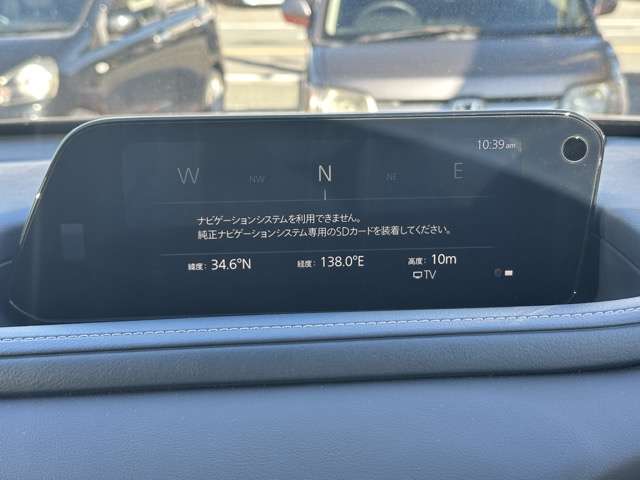 10:39am
W NW N NE E
ナビゲーションシステムを利用できません。
純正ナビゲーションシステム専用のSDカードを装着してください。
緯度: 34.6°N 経度: 138.0°E 高度: 10m
TV